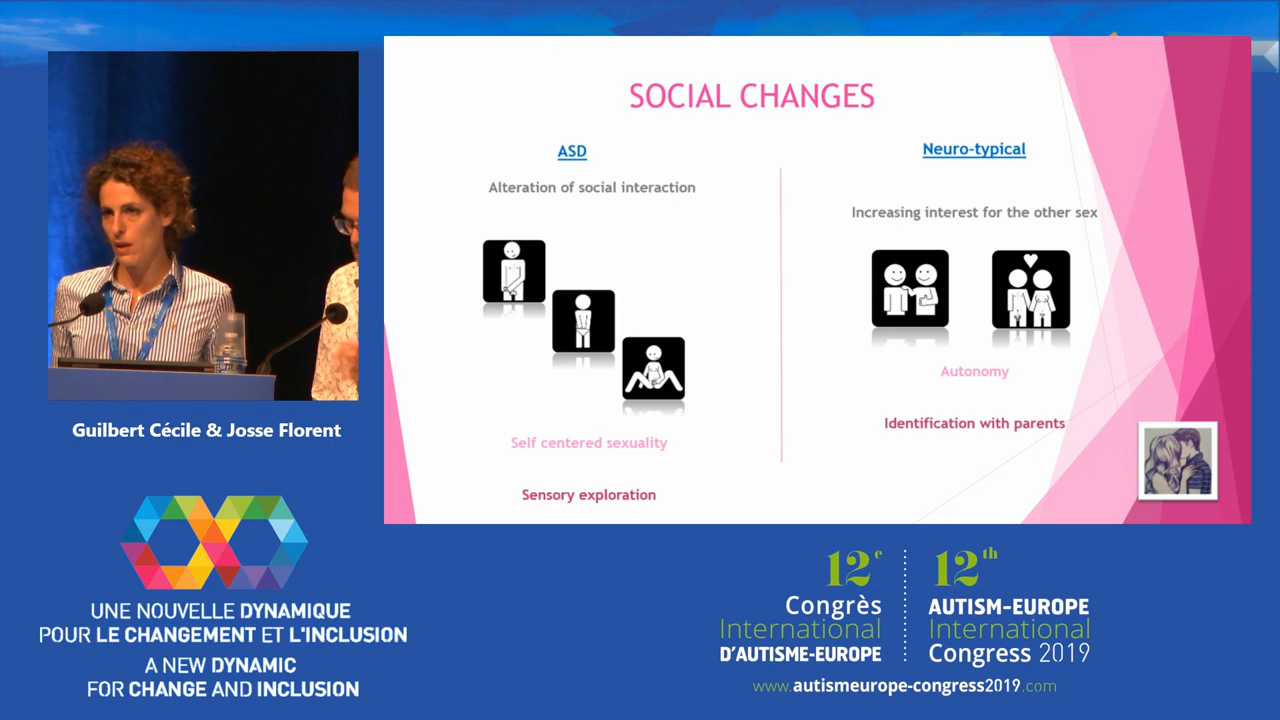 SOCIAL CHANGES
ASD
Alteration of social interaction
Self centered sexuality
Sensory exploration
Neuro-typical
Increasing interest for the other sex
Autonomy
Identification with parents
Guilbert Cécile & Josse Florent
UNE NOUVELLE DYNAMIQUE
POUR LE CHANGEMENT ET L'INCLUSION
A NEW DYNAMIC
FOR CHANGE AND INCLUSION
12e
Congrès
International
D'AUTISME-EUROPE
12th
AUTISM-EUROPE
International
Congress 2019
www.autismeurope-congress2019.com